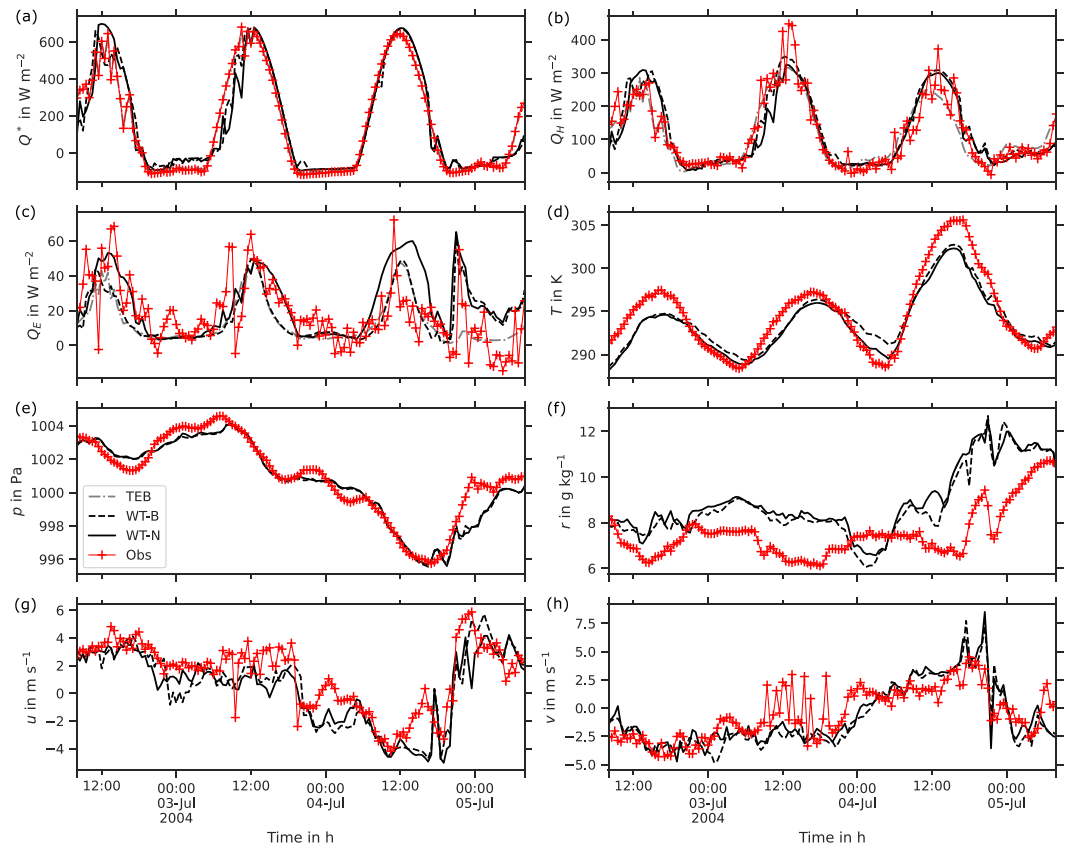 (a)
600
400
200
0
Q* in W m−2
(b)
400
300
200
100
0
QH in W m−2
(c)
60
40
20
0
QE in W m−2
(d)
305
300
295
290
T in K
(e)
1004
1002
1000
998
996
p in Pa
TEB
WT-B
WT-N
Obs
(f)
12
10
8
6
r in g kg−1
(g)
6
4
2
0
−2
−4
u in m s−1
(h)
7.5
5.0
2.5
0.0
−2.5
−5.0
v in m s−1
12:00 00:00 12:00 00:00 12:00 00:00
03-Jul 04-Jul 05-Jul
2004
Time in h
12:00 00:00 12:00 00:00 12:00 00:00
03-Jul 04-Jul 05-Jul
2004
Time in h